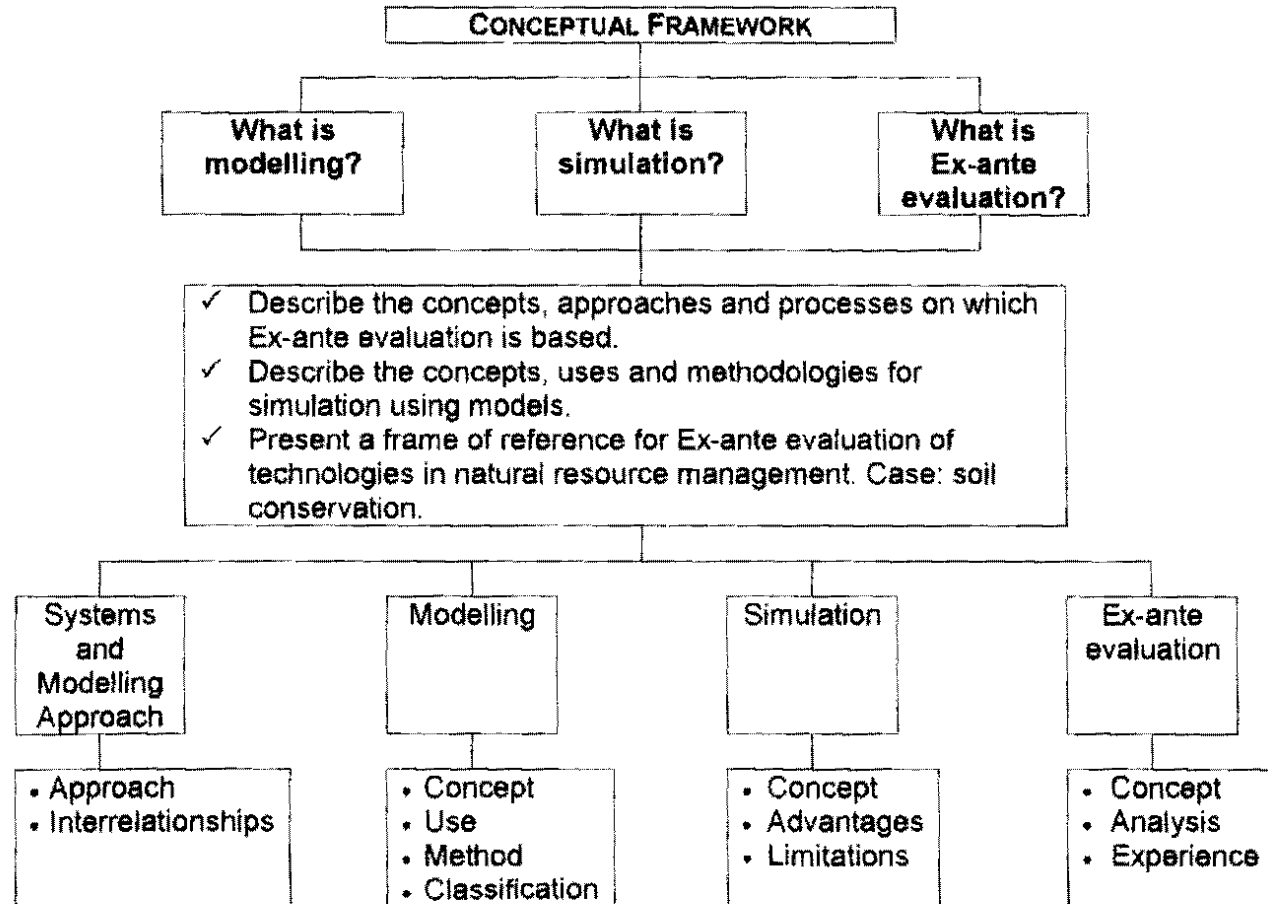 CONCEPTUAL FRAMEWORK
What is
modelling?
What is
simulation?
What is
Ex-ante
evaluation?
✓ Describe the concepts, approaches and processes on which
Ex-ante evaluation is based.
✓ Describe the concepts, uses and methodologies for
simulation using models.
✓ Present a frame of reference for Ex-ante evaluation of
technologies in natural resource management. Case: soil
conservation.
Systems
and
Modelling
Approach
Modelling
Simulation
Ex-ante
evaluation
• Approach
• Interrelationships
• Concept
• Use
• Method
• Classification
• Concept
• Advantages
• Limitations
• Concept
• Analysis
• Experience